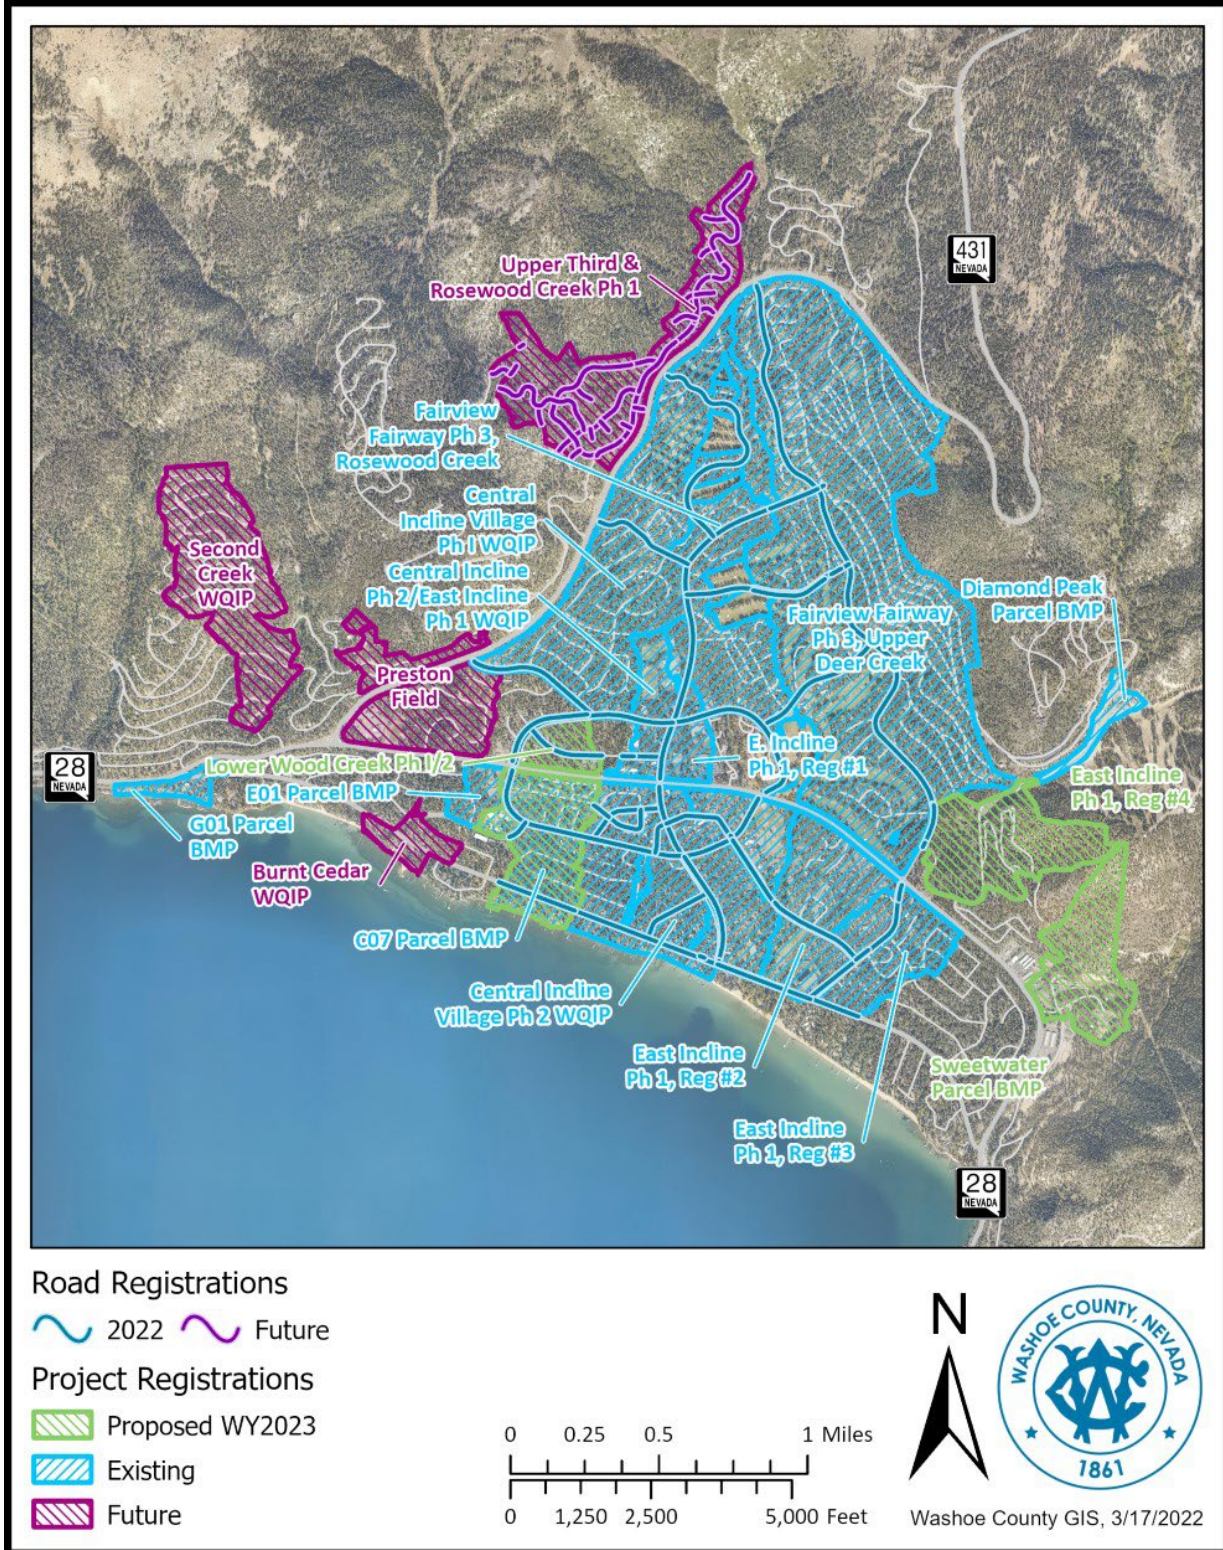 431
NEVADA
Upper Third &
Rosewood Creek Ph 1
Fairview
Fairway Ph 3,
Rosewood Creek
Central
Incline Village
Ph I WQIP
Central Incline
Ph 2/East Incline
Ph 1 WQIP
Second
Creek
WQIP
Diamond Peak
Parcel BMP
Fairview Fairway
Ph 3, Upper
Deer Creek
Preston
Field
E. Incline
Ph 1, Reg #1
Lower Wood Creek Ph I/2
28
NEVADA
E01 Parcel BMP
East Incline
Ph 1, Reg #4
G01 Parcel
BMP
Burnt Cedar
WQIP
C07 Parcel BMP
Central Incline
Village Ph 2 WQIP
East Incline
Ph 1, Reg #2
Sweetwater
Parcel BMP
East Incline
Ph 1, Reg #3
28
NEVADA
Road Registrations
2022 Future
Project Registrations
Proposed WY2023
Existing
Future
0 0.25 0.5 1 Miles
0 1,250 2,500 5,000 Feet
N
WASHOE COUNTY, NEVADA
1861
Washoe County GIS, 3/17/2022